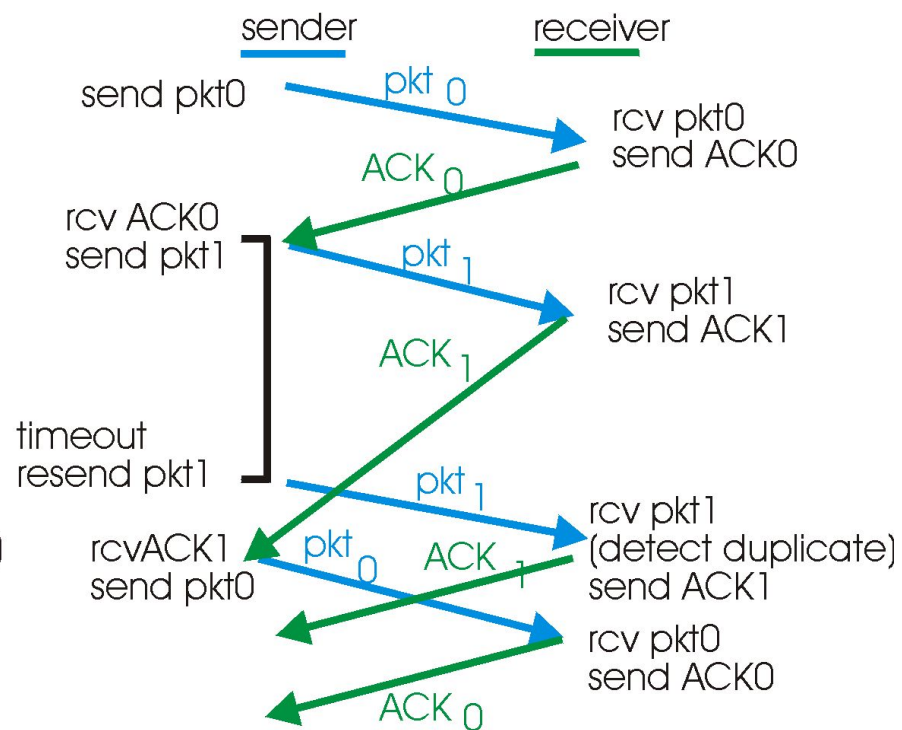 sender
receiver
send pkt0
pkt 0
rcv pkt0
send ACK0
ACK 0
rcv ACK0
send pkt1
pkt 1
rcv pkt1
send ACK1
ACK 1
timeout
resend pkt1
pkt 1
rcv pkt1
(detect duplicate)
send ACK1
rcvACK1
send pkt0
pkt 0
ACK 1
rcv pkt0
send ACK0
ACK 0
)